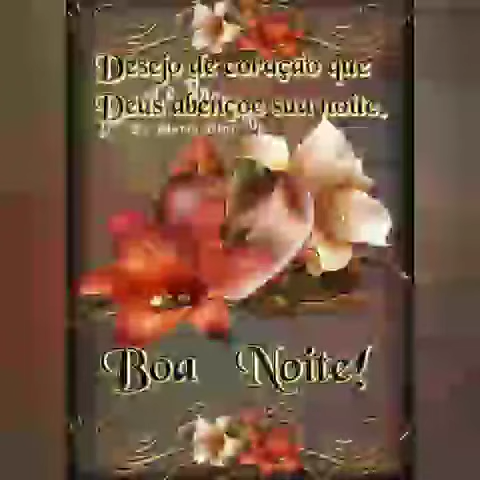 Desejo de coração que
Deus abençoe sua noite.
Boa Noite!